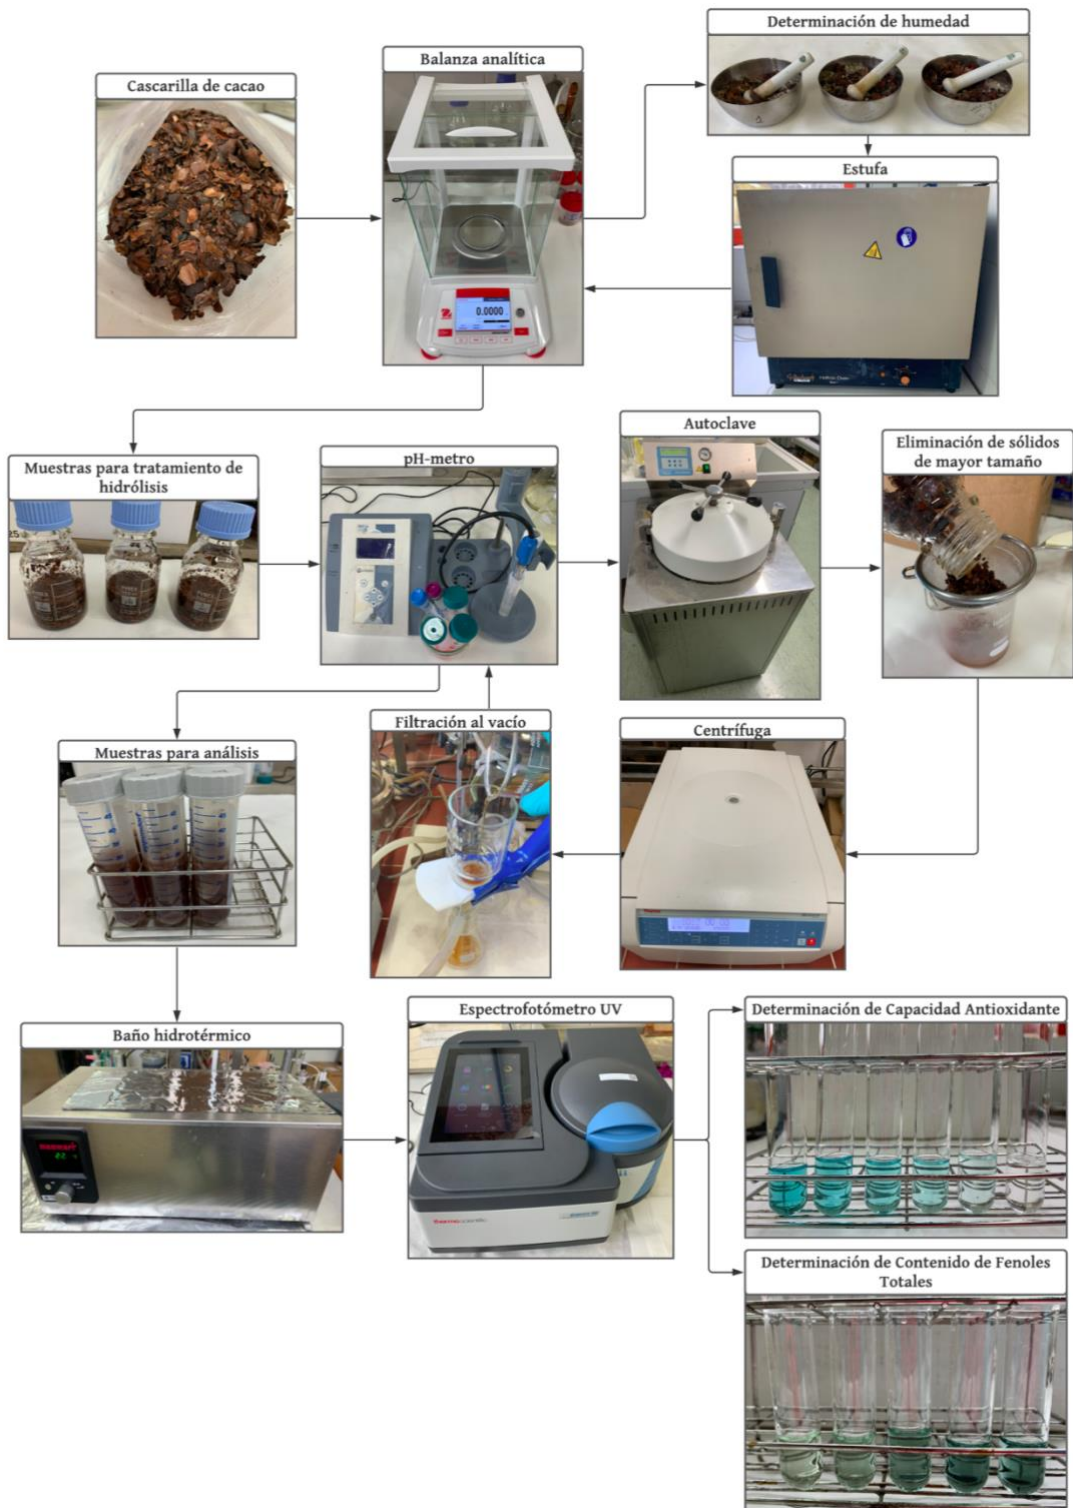 Determinación de humedad
Balanza analítica
Cascarilla de cacao
Estufa
0.0000
Autoclave
Eliminación de sólidos
de mayor tamaño
pH-metro
Muestras para tratamiento de
hidrólisis
Filtración al vacío
Centrífuga
Muestras para análisis
Espectrofotómetro UV
Determinación de Capacidad Antioxidante
Baño hidrotérmico
thermo scientific
Determinación de Contenido de Fenoles
Totales